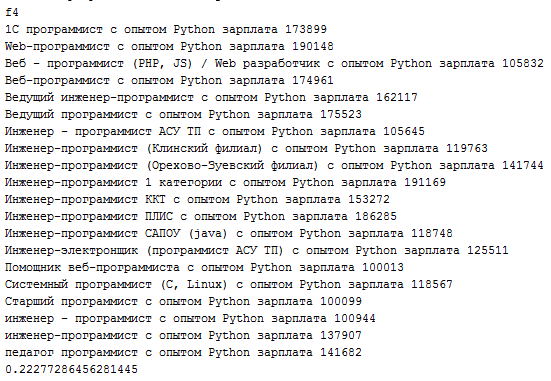 f4
1C программист с опытом Python зарплата 173899
Web-программист с опытом Python зарплата 190148
Веб - программист (PHP, JS) / Web разработчик с опытом Python зарплата 105832
Веб-программист с опытом Python зарплата 174961
Ведущий инженер-программист с опытом Python зарплата 162117
Ведущий программист с опытом Python зарплата 175523
Инженер - программист АСУ ТП с опытом Python зарплата 105645
Инженер-программист (Клинский филиал) с опытом Python зарплата 119763
Инженер-программист (Орехово-Зуевский филиал) с опытом Python зарплата 141744
Инженер-программист 1 категории с опытом Python зарплата 191169
Инженер-программист ККТ с опытом Python зарплата 153272
Инженер-программист ПЛИС с опытом Python зарплата 186285
Инженер-программист САПОУ (java) с опытом Python зарплата 118748
Инженер-электронщик (программист АСУ ТП) с опытом Python зарплата 125511
Помощник веб-программиста с опытом Python зарплата 100013
Системный программист (C, Linux) с опытом Python зарплата 118567
Старший программист с опытом Python зарплата 100099
инженер - программист с опытом Python зарплата 100944
инженер-программист с опытом Python зарплата 137907
педагог программист с опытом Python зарплата 141682
0.22277286456281445